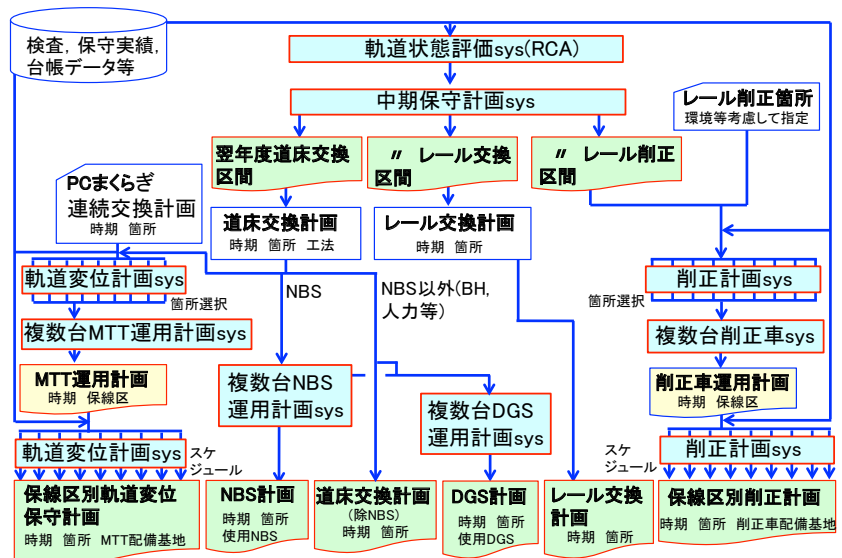 検査，保守実績，
台帳データ等
軌道状態評価sys(RCA)
中期保守計画sys
レール削正箇所
環境等考慮して指定
翌年度道床交換
区間
〃 レール交換
区間
〃 レール削正
区間
PCまくらぎ
連続交換計画
時期 箇所
道床交換計画
時期 箇所 工法
レール交換計画
時期 箇所
軌道変位計画sys
箇所選択
NBS
NBS以外(BH,
人力等)
削正計画sys
箇所選択
複数台MTT運用計画sys
複数台削正車sys
MTT運用計画
時期 保線区
複数台NBS
運用計画sys
複数台DGS
運用計画sys
削正車運用計画
時期 保線区
軌道変位計画sys
スケ
ジュール
削正計画sys
スケ
ジュール
保線区別軌道変位
保守計画
時期 箇所 MTT配備基地
NBS計画
時期 箇所
使用NBS
道床交換計画
(除NBS)
時期 箇所
DGS計画
時期 箇所
使用DGS
レール交換
計画
時期 箇所
保線区別削正計画
時期 箇所 削正車配備基地